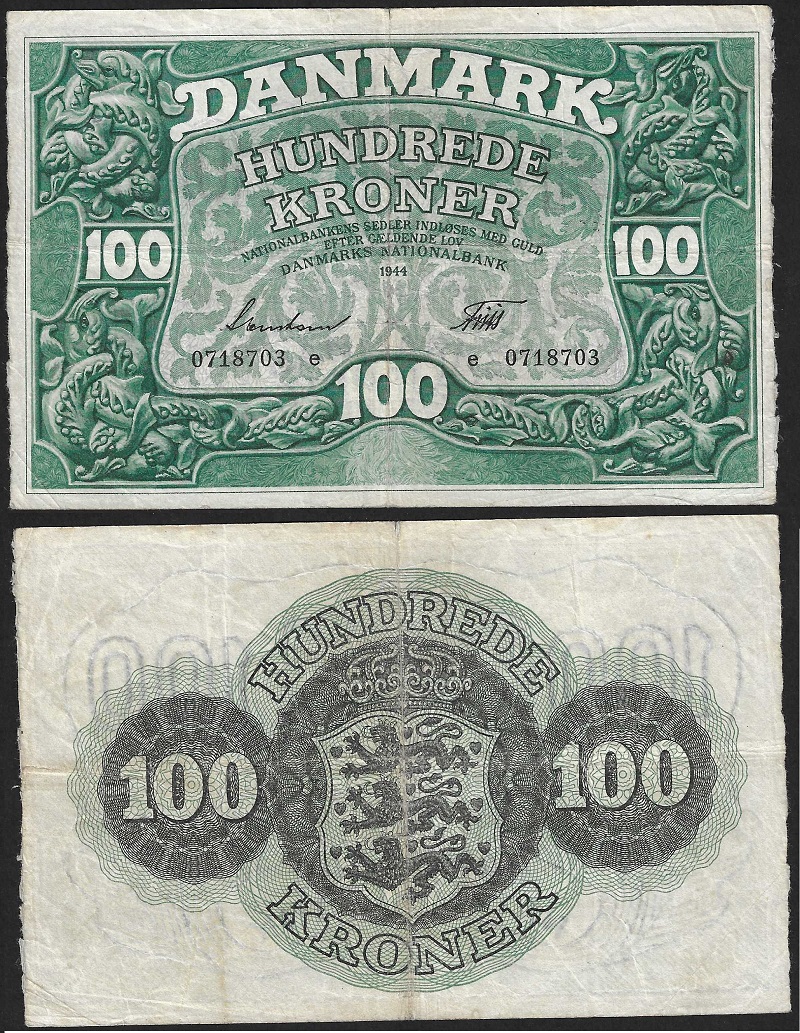 DANMARK
HUNDREDE
KRONER
NATIONALBANKENS SEDLER INDLØSES MED GULD
EFTER GÆLDENDE LOV
DANMARKS NATIONALBANK
1944
100 100
0718703 e e 0718703
100
HUNDREDE
100 100
KRONER